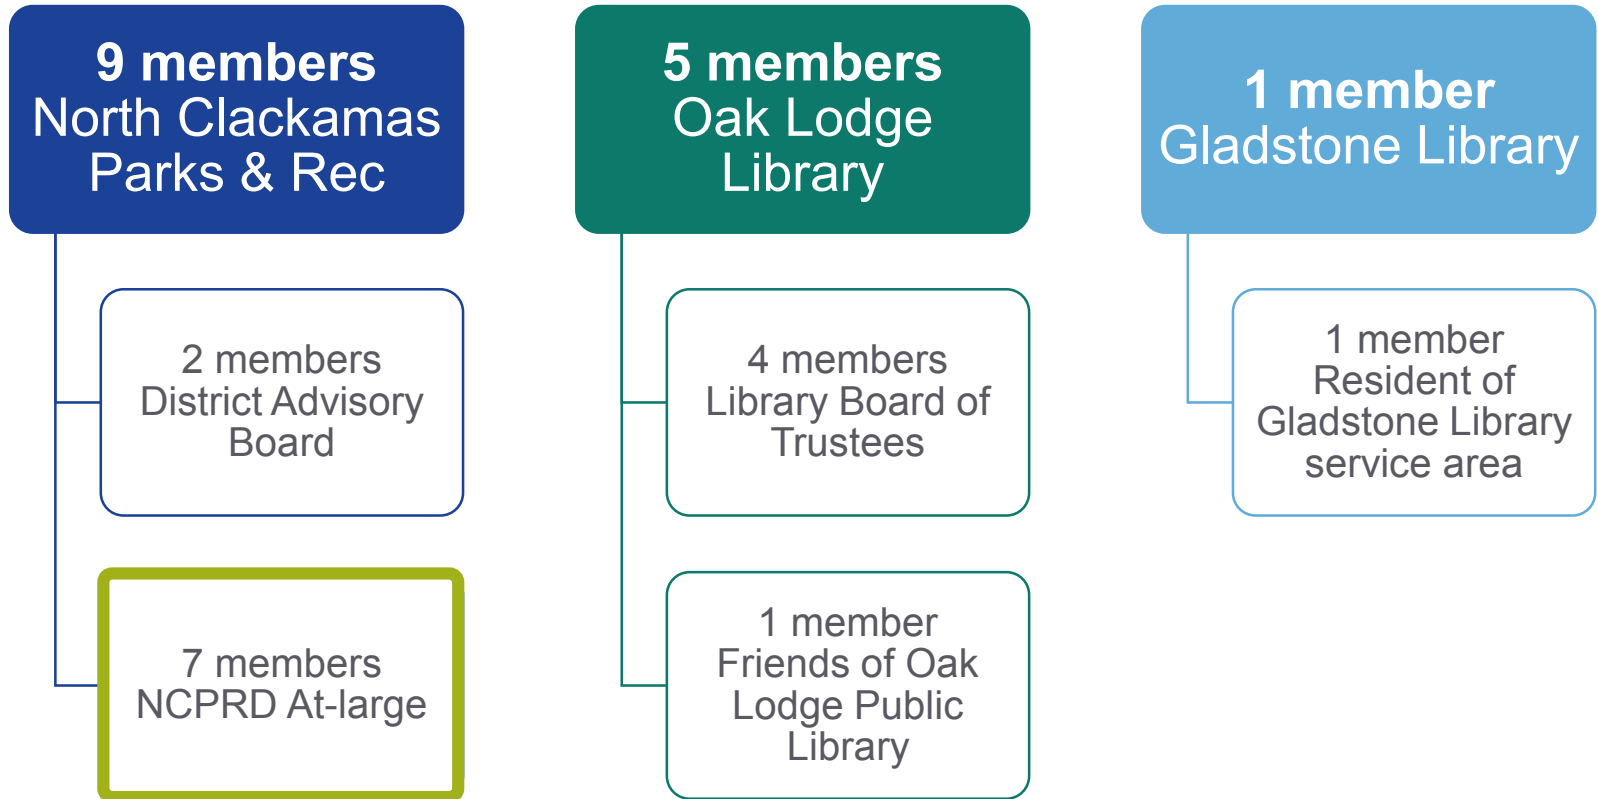 9 members
North Clackamas
Parks & Rec
2 members
District Advisory
Board
7 members
NCPRD At-large
5 members
Oak Lodge
Library
4 members
Library Board of
Trustees
1 member
Friends of Oak
Lodge Public
Library
1 member
Gladstone Library
1 member
Resident of
Gladstone Library
service area